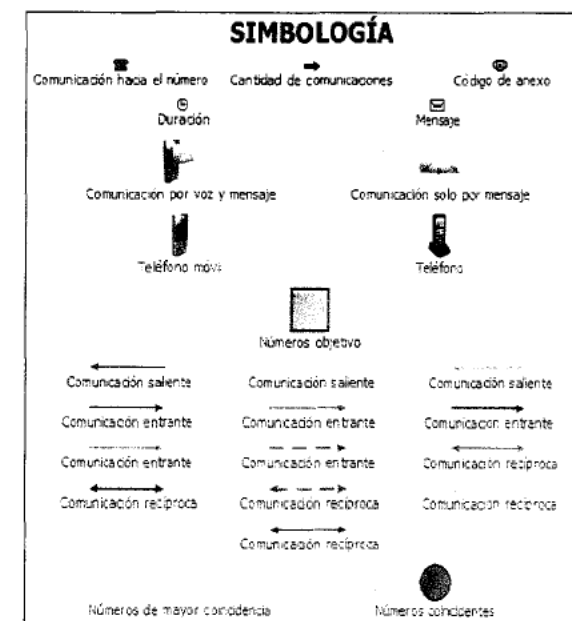 SIMBOLOGÍA
Comunicación hacia el número Cantidad de comunicaciones Código de anexo
Duración Mensaje
Comunicación por voz y mensaje Comunicación solo por mensaje
Teléfono móvil Teléfono
Números objetivo
Comunicación saliente Comunicación saliente Comunicación saliente
Comunicación entrante Comunicación entrante Comunicación entrante
Comunicación entrante Comunicación entrante Comunicación recíproca
Comunicación recíproca Comunicación recíproca Comunicación recíproca
Comunicación recíproca
Números de mayor coincidencia Números coincidentes